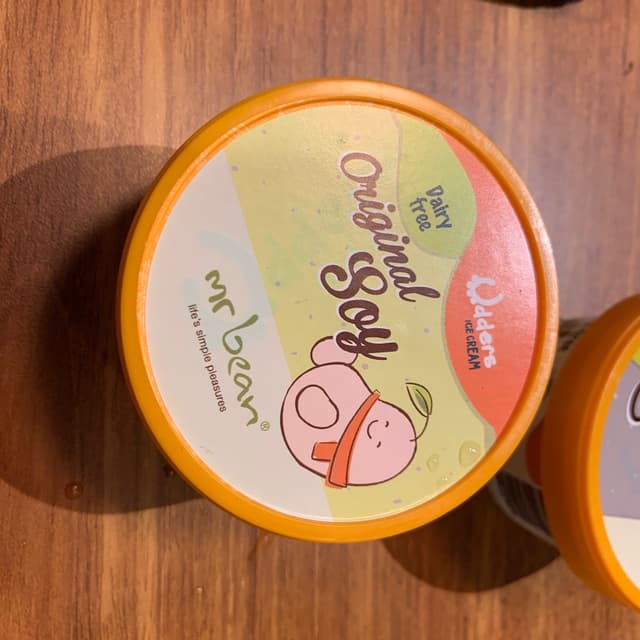 Udders
ICE CREAM
Dairy
free
Original
Soy
mr bean®
life's simple pleasures